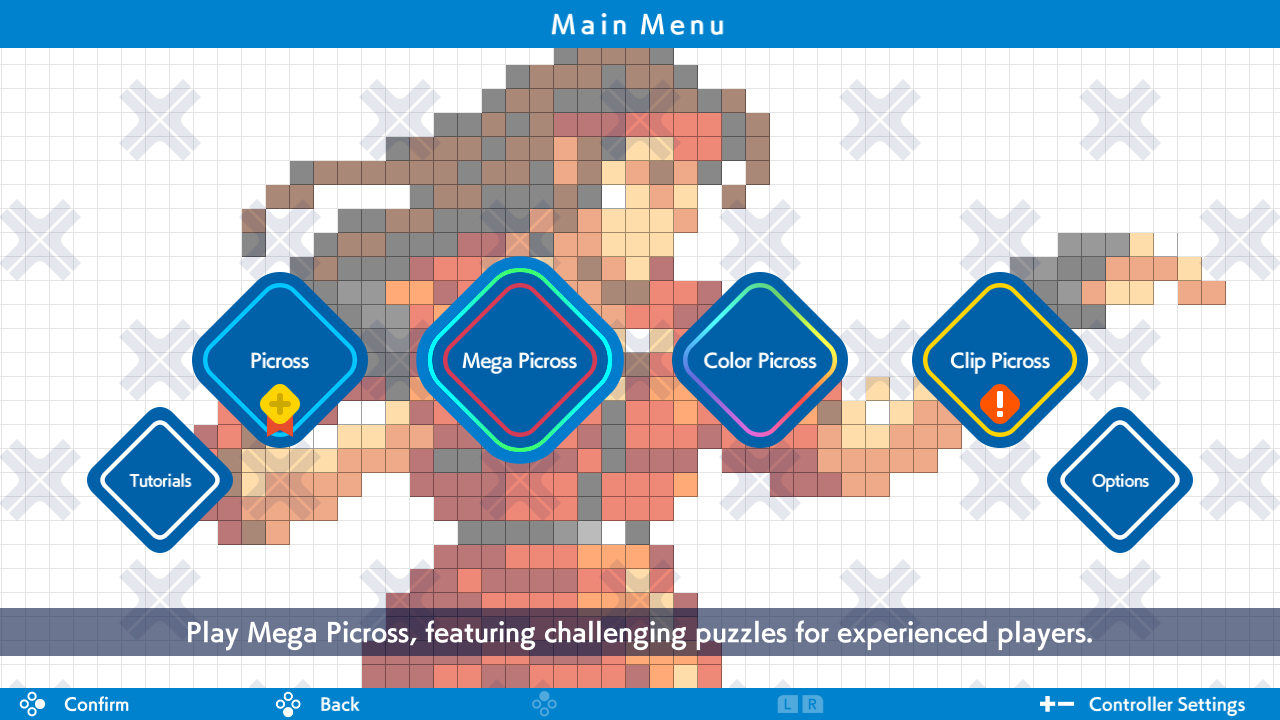 Main Menu
Picross
Mega Picross
Color Picross
Clip Picross
!
Tutorials
Options
Play Mega Picross, featuring challenging puzzles for experienced players.
Confirm
Back
L R
Controller Settings